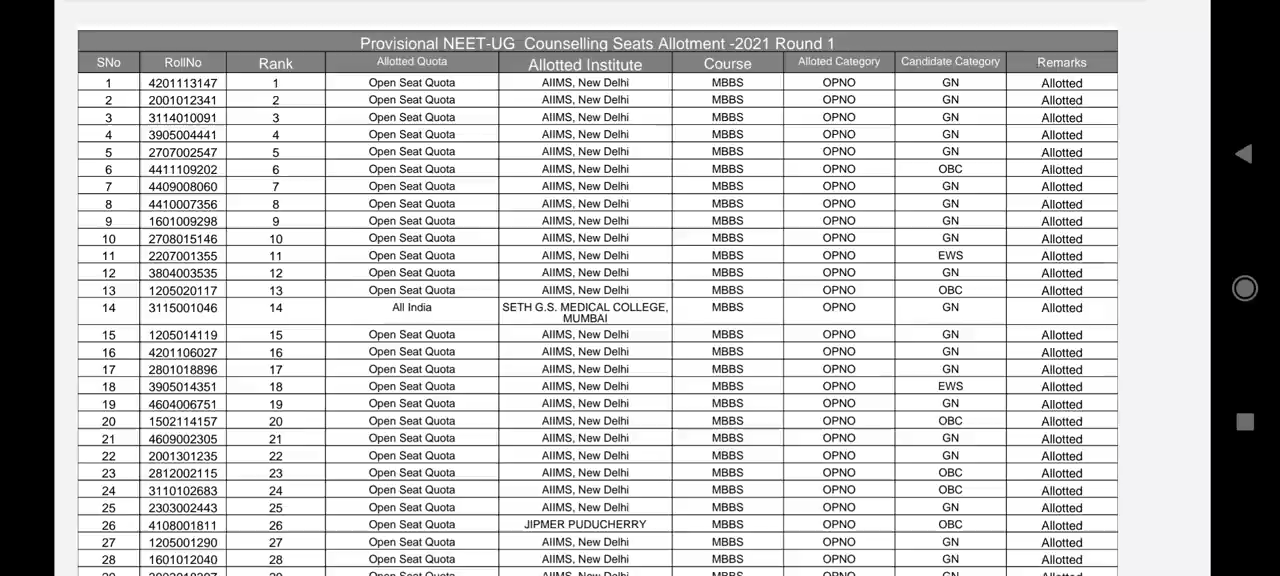 Provisional NEET-UG Counselling Seats Allotment -2021 Round 1
SNo RollNo Rank Allotted Quota Allotted Institute Course Alloted Category Candidate Category Remarks
1 4201113147 1 Open Seat Quota AIIMS, New Delhi MBBS OPNO GN Allotted
2 2001012341 2 Open Seat Quota AIIMS, New Delhi MBBS OPNO GN Allotted
3 3114010091 3 Open Seat Quota AIIMS, New Delhi MBBS OPNO GN Allotted
4 3905004441 4 Open Seat Quota AIIMS, New Delhi MBBS OPNO GN Allotted
5 2707002547 5 Open Seat Quota AIIMS, New Delhi MBBS OPNO GN Allotted
6 4411109202 6 Open Seat Quota AIIMS, New Delhi MBBS OPNO OBC Allotted
7 4409008060 7 Open Seat Quota AIIMS, New Delhi MBBS OPNO GN Allotted
8 4410007356 8 Open Seat Quota AIIMS, New Delhi MBBS OPNO GN Allotted
9 1601009298 9 Open Seat Quota AIIMS, New Delhi MBBS OPNO GN Allotted
10 2708015146 10 Open Seat Quota AIIMS, New Delhi MBBS OPNO GN Allotted
11 2207001355 11 Open Seat Quota AIIMS, New Delhi MBBS OPNO EWS Allotted
12 3804003535 12 Open Seat Quota AIIMS, New Delhi MBBS OPNO GN Allotted
13 1205020117 13 Open Seat Quota AIIMS, New Delhi MBBS OPNO OBC Allotted
14 3115001046 14 All India SETH G.S. MEDICAL COLLEGE, MBBS OPNO GN Allotted
MUMBAI
15 1205014119 15 Open Seat Quota AIIMS, New Delhi MBBS OPNO GN Allotted
16 4201106027 16 Open Seat Quota AIIMS, New Delhi MBBS OPNO GN Allotted
17 2801018896 17 Open Seat Quota AIIMS, New Delhi MBBS OPNO GN Allotted
18 3905014351 18 Open Seat Quota AIIMS, New Delhi MBBS OPNO EWS Allotted
19 4604006751 19 Open Seat Quota AIIMS, New Delhi MBBS OPNO GN Allotted
20 1502114157 20 Open Seat Quota AIIMS, New Delhi MBBS OPNO OBC Allotted
21 4609002305 21 Open Seat Quota AIIMS, New Delhi MBBS OPNO GN Allotted
22 2001301235 22 Open Seat Quota AIIMS, New Delhi MBBS OPNO GN Allotted
23 2812002115 23 Open Seat Quota AIIMS, New Delhi MBBS OPNO OBC Allotted
24 3110102683 24 Open Seat Quota AIIMS, New Delhi MBBS OPNO OBC Allotted
25 2303002443 25 Open Seat Quota AIIMS, New Delhi MBBS OPNO GN Allotted
26 4108001811 26 Open Seat Quota JIPMER PUDUCHERRY MBBS OPNO OBC Allotted
27 1205001290 27 Open Seat Quota AIIMS, New Delhi MBBS OPNO GN Allotted
28 1601012040 28 Open Seat Quota AIIMS, New Delhi MBBS OPNO GN Allotted